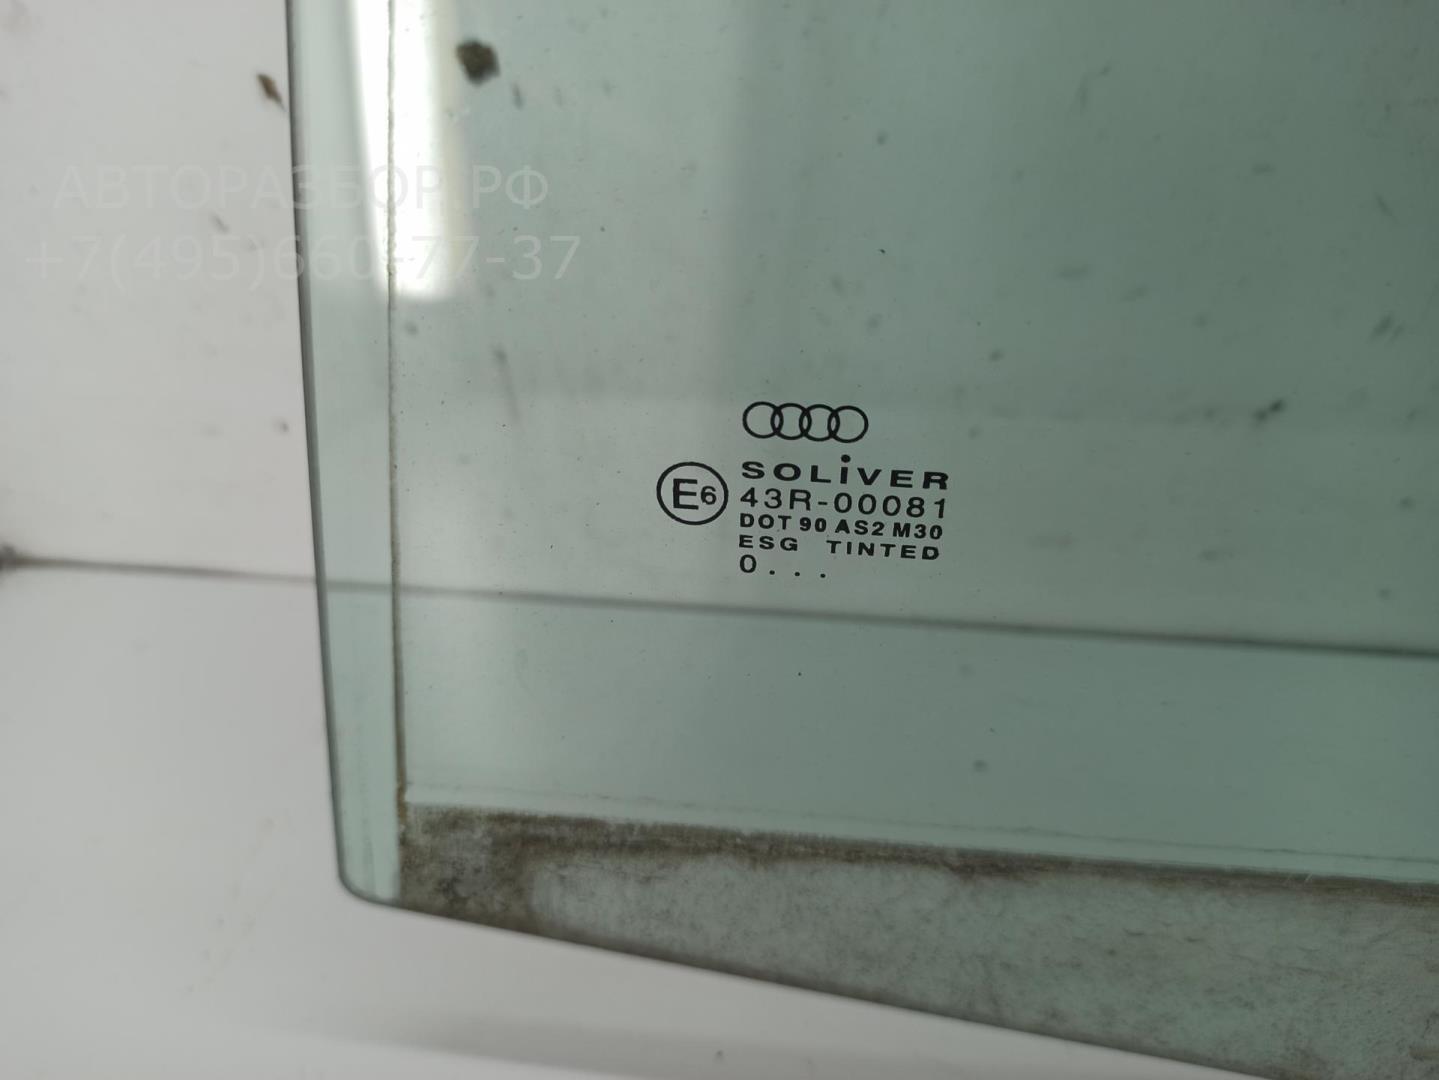 АВТОРАЗБОР.РФ
+7(495)660-77-37
SOLiVER
E6 43R-00081
DOT 90 AS2 M30
ESG TINTED
0...